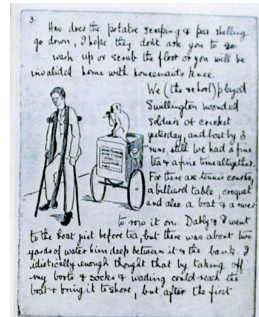 3.
How does the potatoe scraping & pea shelling
go down, I hope they dont ask you to go
wash up or scrub the floor or you will be
invalided home with housemaids knee.
We (the school) played
Swillington wounded
soldiers at cricket
yesterday, and beat by 3
runs, still we had a fine
tea & a fine time altogether.
For there are tennis courts,
a billiard table, croquet
and also a boat & a river
to row it on. Dahly & I went
to the boat just before tea, but there was about two
yards of water him deep between it & the bank. I
idiotically enough thought that by taking off
my boots & socks & wading could reach the
boat & bring it to shore, but after the first